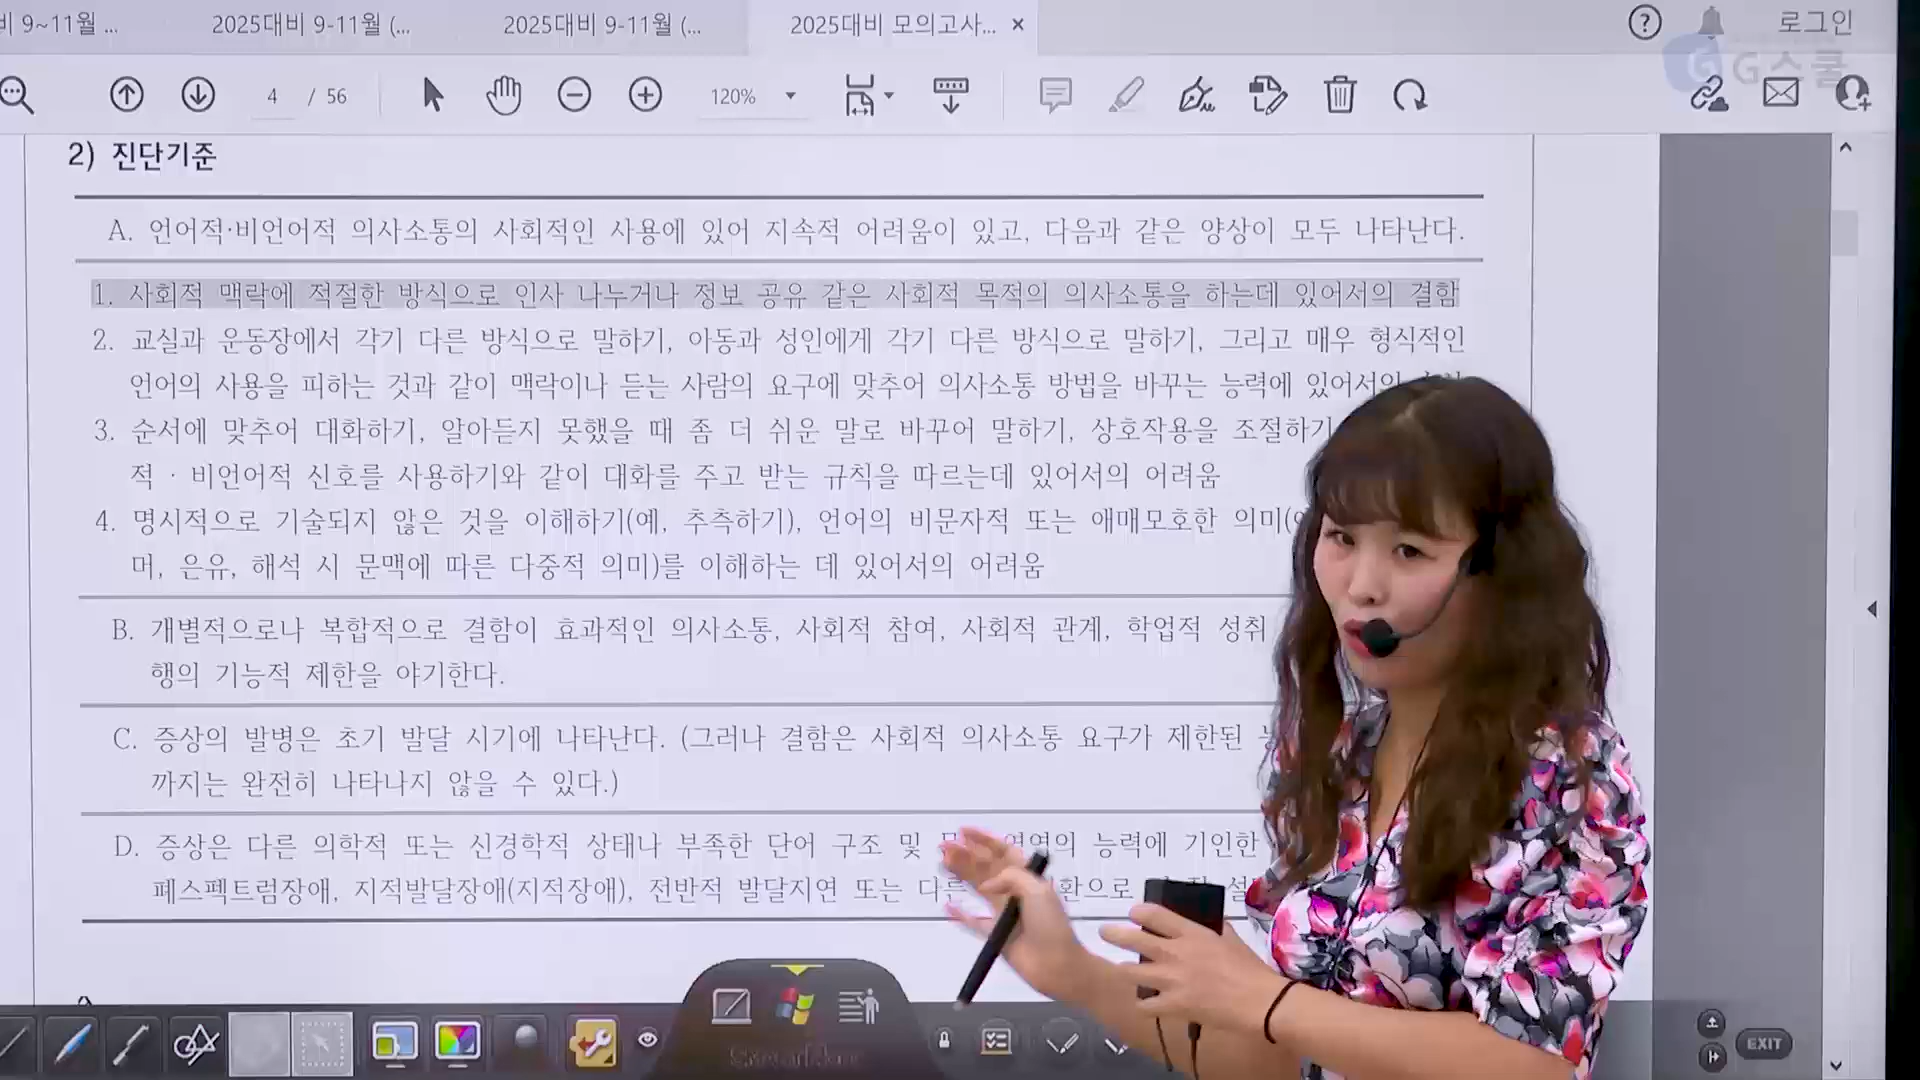 비 9~11월 ...
2025대비 9-11월 (...
2025대비 9-11월 (...
2025대비 모의고사...
로그인
G스쿨
4 / 56
120%
2) 진단기준
A. 언어적·비언어적 의사소통의 사회적인 사용에 있어 지속적 어려움이 있고, 다음과 같은 양상이 모두 나타난다.
1. 사회적 맥락에 적절한 방식으로 인사 나누거나 정보 공유 같은 사회적 목적의 의사소통을 하는데 있어서의 결함
2. 교실과 운동장에서 각기 다른 방식으로 말하기, 아동과 성인에게 각기 다른 방식으로 말하기, 그리고 매우 형식적인
언어의 사용을 피하는 것과 같이 맥락이나 듣는 사람의 요구에 맞추어 의사소통 방법을 바꾸는 능력에 있어서의
3. 순서에 맞추어 대화하기, 알아듣지 못했을 때 좀 더 쉬운 말로 바꾸어 말하기, 상호작용을 조절하기
적 · 비언어적 신호를 사용하기와 같이 대화를 주고 받는 규칙을 따르는데 있어서의 어려움
4. 명시적으로 기술되지 않은 것을 이해하기(예, 추측하기), 언어의 비문자적 또는 애매모호한 의미(
머, 은유, 해석 시 문맥에 따른 다중적 의미)를 이해하는 데 있어서의 어려움
B. 개별적으로나 복합적으로 결함이 효과적인 의사소통, 사회적 참여, 사회적 관계, 학업적 성취
행의 기능적 제한을 야기한다.
C. 증상의 발병은 초기 발달 시기에 나타난다. (그러나 결함은 사회적 의사소통 요구가 제한된
까지는 완전히 나타나지 않을 수 있다.)
D. 증상은 다른 의학적 또는 신경학적 상태나 부족한 단어 구조 및 영역의 능력에 기인한
페스펙트럼장애, 지적발달장애(지적장애), 전반적 발달지연 또는 다른
EXIT